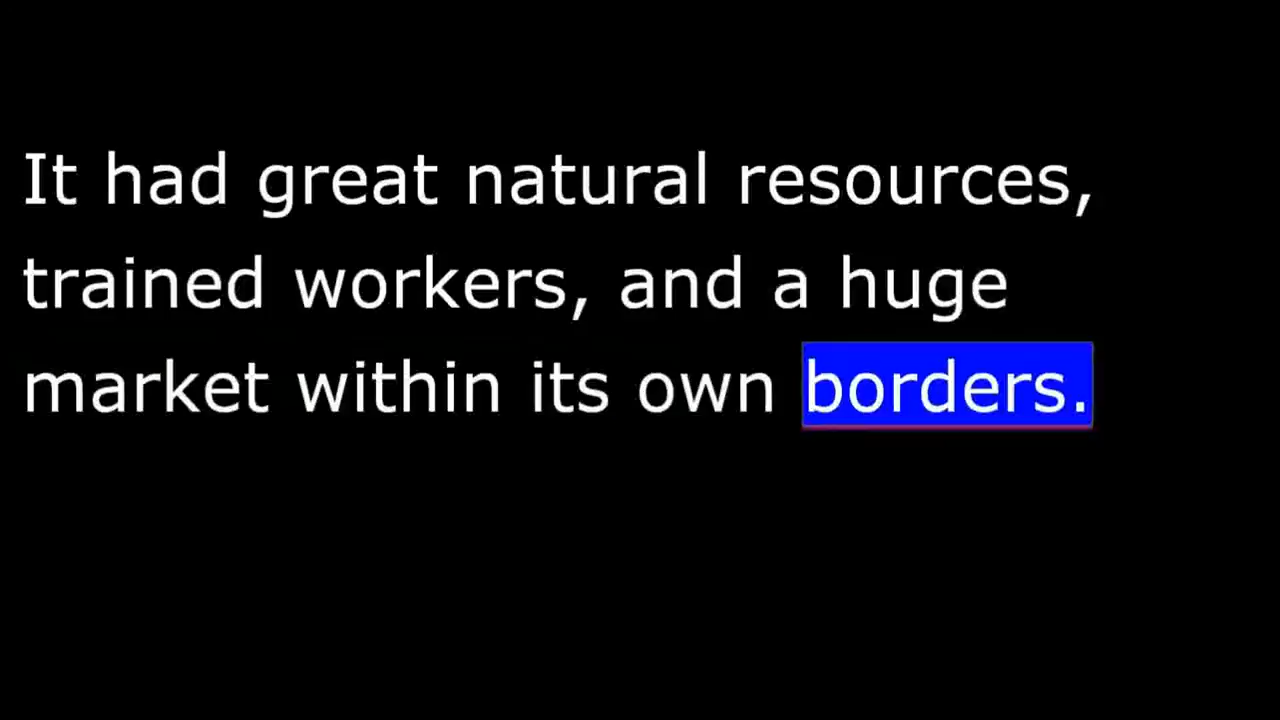 It had great natural resources,
trained workers, and a huge
market within its own borders.